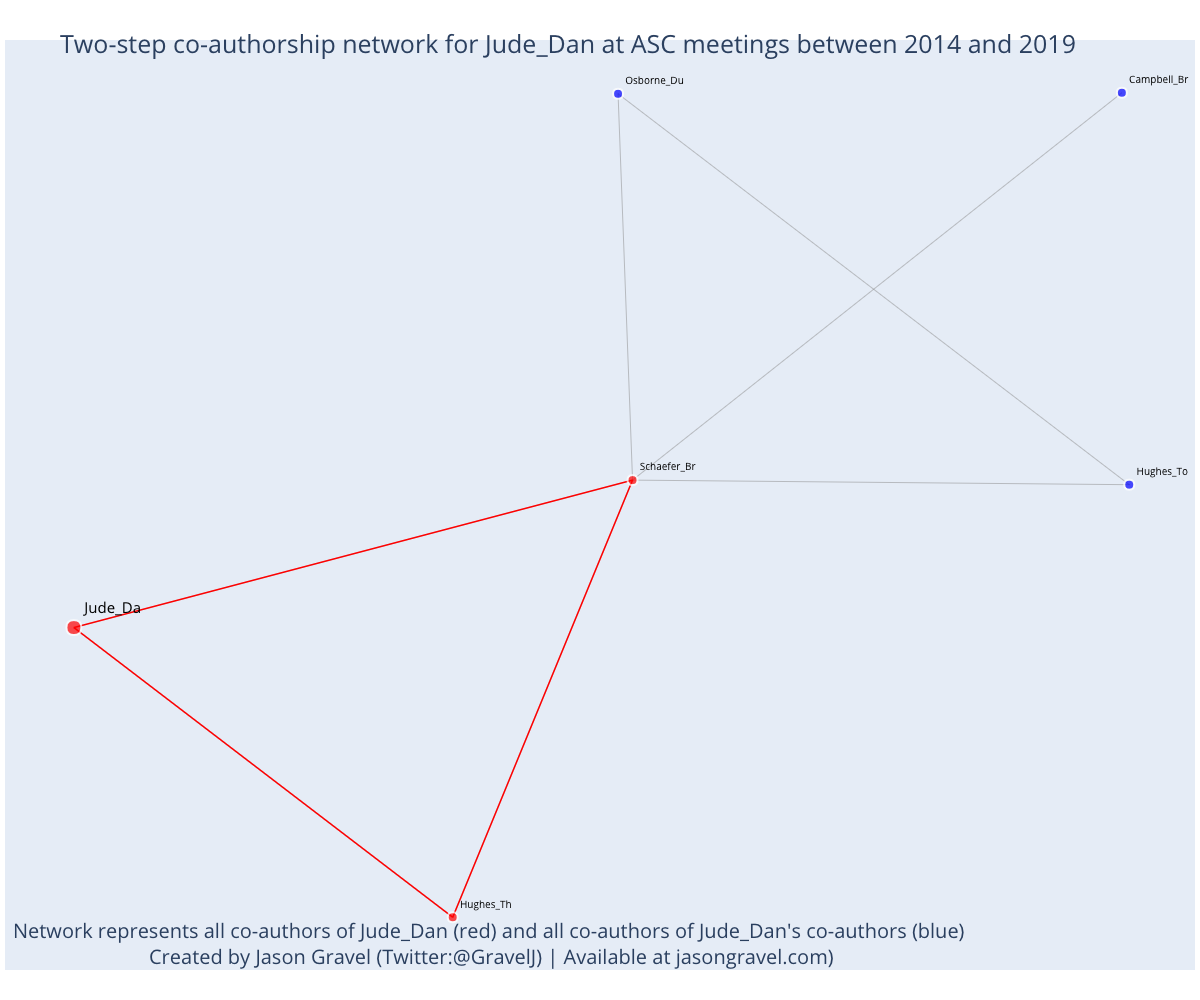 Two-step co-authorship network for Jude_Dan at ASC meetings between 2014 and 2019
Osborne_Du
Campbell_Br
Schaefer_Br
Hughes_To
Jude_Da
Hughes_Th
Network represents all co-authors of Jude_Dan (red) and all co-authors of Jude_Dan's co-authors (blue)
Created by Jason Gravel (Twitter:@GravelJ) | Available at jasongravel.com)